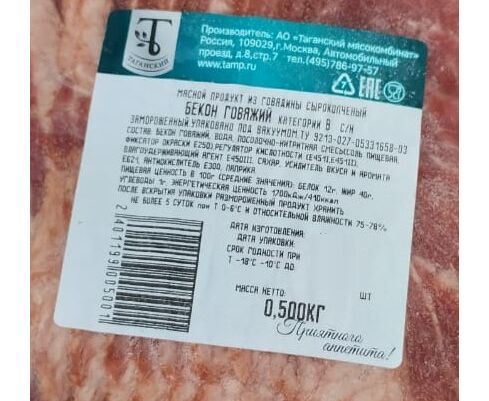 ТАГАНСКИЙ
Производитель: АО «Таганский мясокомбинат»
Россия, 109029,г.Москва, Автомобильный
проезд, д.8,стр.7 тел.(495)786-97-57
www.tamp.ru
EAC
МЯСНОЙ ПРОДУКТ ИЗ ГОВЯДИНЫ СЫРОКОПЧЕНЫЙ
БЕКОН ГОВЯЖИЙ КАТЕГОРИИ В С/Н
ЗАМОРОЖЕННЫЙ УПАКОВАНО ПОД ВАКУУМОМ.ТУ 9213-027-05331658-03
СОСТАВ: БЕКОН ГОВЯЖИЙ, ВОДА, ПОСОЛОЧНО-НИТРИТНАЯ СМЕСЬ(СОЛЬ ПИЩЕВАЯ,
ФИКСАТОР ОКРАСКИ Е250),РЕГУЛЯТОР КИСЛОТНОСТИ (Е451I,Е451II),
ВЛАГОУДЕРЖИВАЮЩИЙ АГЕНТ Е450III, САХАР, УСИЛИТЕЛЬ ВКУСА И АРОМАТА
Е621, АНТИОКИСЛИТЕЛЬ Е300, ПАПРИКА.
ПИЩЕВАЯ ЦЕННОСТЬ В 100г (СРЕДНИЕ ЗНАЧЕНИЯ): БЕЛОК 12г, ЖИР 40г,
УГЛЕВОДЫ 1г, ЭНЕРГЕТИЧЕСКАЯ ЦЕННОСТЬ 1700кДж/410ккал
ПОСЛЕ ВСКРЫТИЯ УПАКОВКИ РАЗМОРОЖЕННЫЙ ПРОДУКТ ХРАНИТЬ
НЕ БОЛЕЕ 5 СУТОК при Т 0-6°С И ОТНОСИТЕЛЬНОЙ ВЛАЖНОСТИ 75-78%
ДАТА ИЗГОТОВЛЕНИЯ:
ДАТА УПАКОВКИ:
СРОК ГОДНОСТИ ПРИ
Т -18°С -10°С ДО
МАССА НЕТТО: ШТ
0,500КГ
Приятного
аппетита!
2401199005001